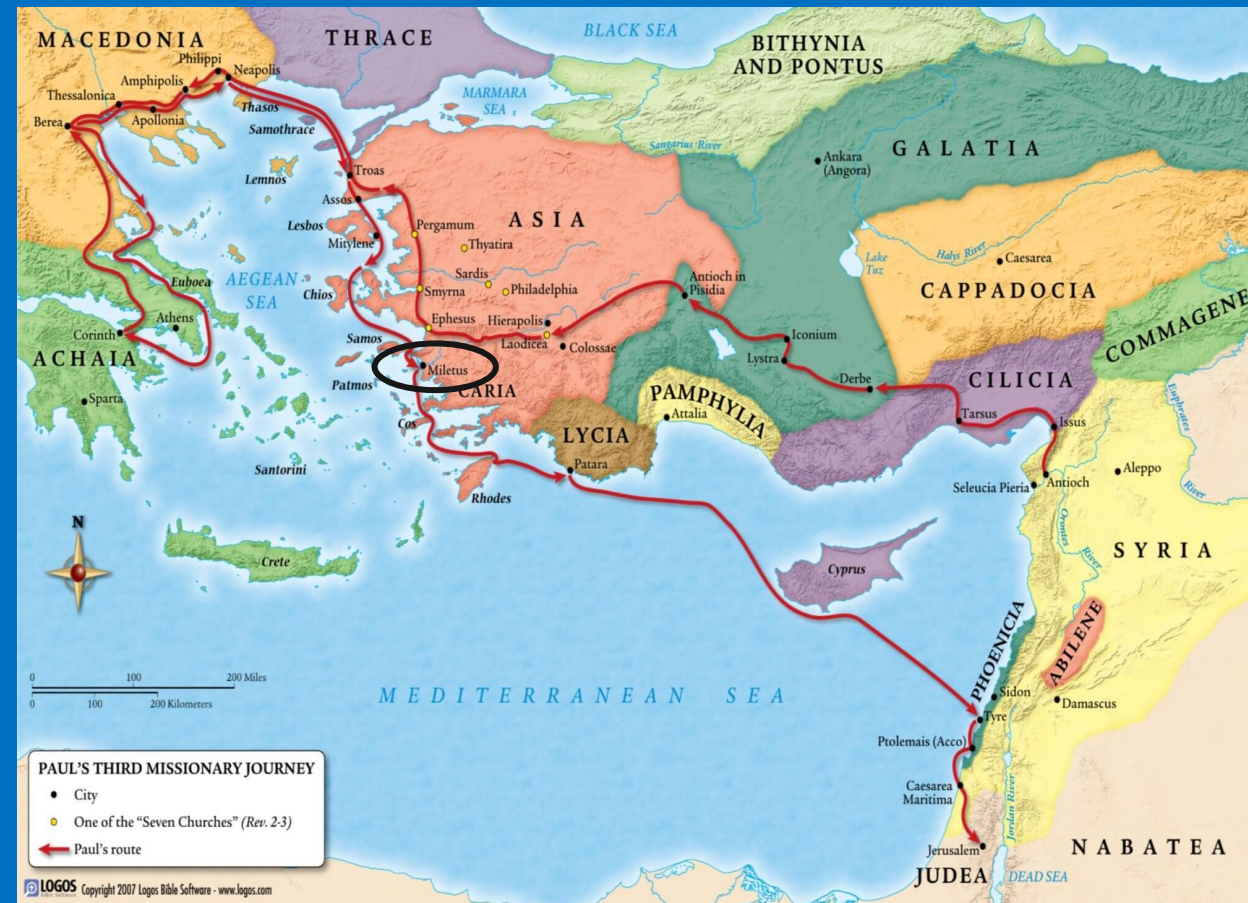 BLACK SEA
MACEDONIA
THRACE
BITHYNIA
AND PONTUS
Philippi
Neapolis
Amphipolis
Thessalonica
Apollonia
Berea
Thasos
Samothrace
MARMARA
SEA
Sangarius River
GALATIA
Ankara
(Angora)
Troas
Lemnos
Assos
ASIA
Lesbos
Mitylene
Pergamum
Thyatira
Lake
Tuz
Halys River
Caesarea
CAPPADOCIA
COMMAGENE
AEGEAN
SEA
Euboea
Chios
Sardis
Smyrna
Philadelphia
Antioch in
Pisidia
Athens
Corinth
ACHAIA
Sparta
Samos
Ephesus
Hierapolis
Laodicea
Colossae
Iconium
Lystra
Derbe
Patmos
Miletus
CARIA
PAMPHYLIA
Attalia
CILICIA
Tarsus
Issus
Euphrates
River
Cos
LYCIA
Patara
Santorini
Rhodes
Seleucia Pieria
Antioch
Aleppo
Orontes
River
SYRIA
N
Crete
Cyprus
PHOENICIA
ABILENE
0 100 200 Miles
0 100 200 Kilometers
MEDITERRANEAN SEA
Sidon
Tyre
Damascus
Ptolemais (Acco)
Caesarea
Maritima
Jordan River
Jerusalem
JUDEA
DEAD SEA
NABATEA
PAUL'S THIRD MISSIONARY JOURNEY
City
One of the "Seven Churches" (Rev. 2-3)
Paul's route
LOGOS Copyright 2007 Logos Bible Software - www.logos.com